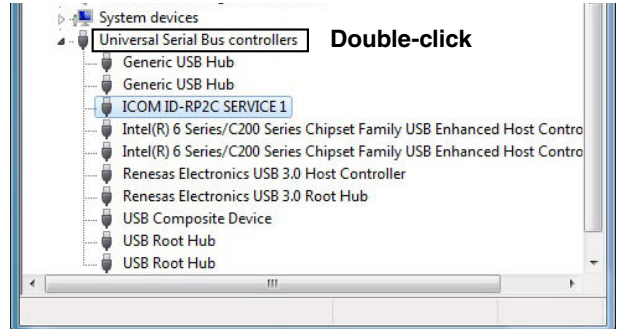 System devices
Universal Serial Bus controllers Double-click
Generic USB Hub
Generic USB Hub
ICOM ID-RP2C SERVICE 1
Intel(R) 6 Series/C200 Series Chipset Family USB Enhanced Host Contro
Intel(R) 6 Series/C200 Series Chipset Family USB Enhanced Host Contro
Renesas Electronics USB 3.0 Host Controller
Renesas Electronics USB 3.0 Root Hub
USB Composite Device
USB Root Hub
USB Root Hub